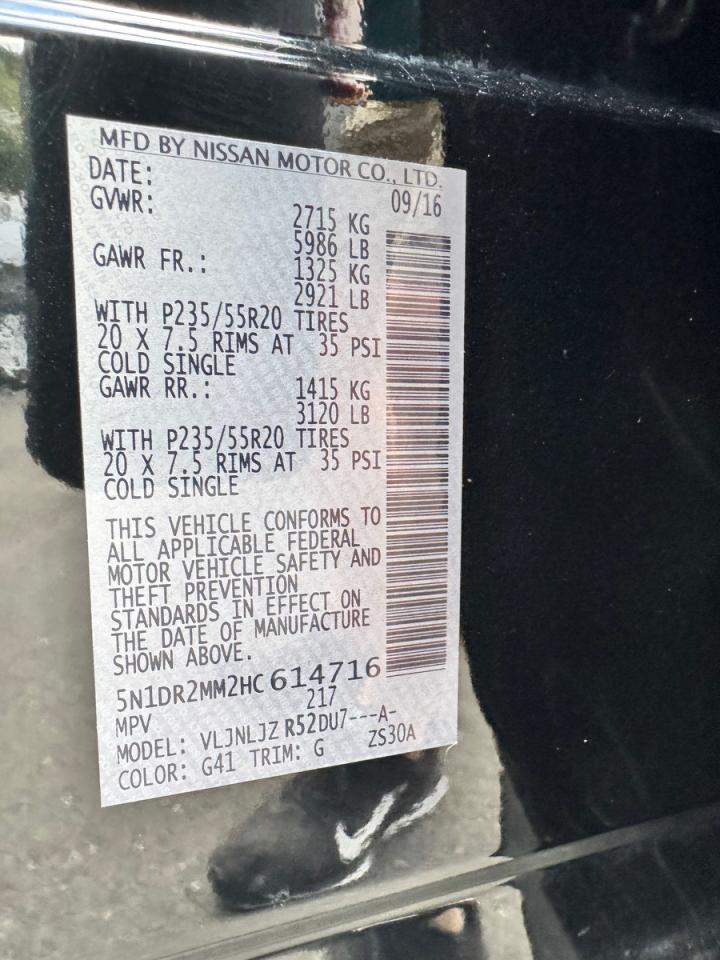 MFD BY NISSAN MOTOR CO., LTD.
DATE: 09/16
GVWR: 2715 KG
5986 LB
GAWR FR.: 1325 KG
2921 LB
WITH P235/55R20 TIRES
20 X 7.5 RIMS AT 35 PSI
COLD SINGLE
GAWR RR.: 1415 KG
3120 LB
WITH P235/55R20 TIRES
20 X 7.5 RIMS AT 35 PSI
COLD SINGLE
THIS VEHICLE CONFORMS TO
ALL APPLICABLE FEDERAL
MOTOR VEHICLE SAFETY AND
THEFT PREVENTION
STANDARDS IN EFFECT ON
THE DATE OF MANUFACTURE
SHOWN ABOVE.
5N1DR2MM2HC614716
MPV 217
MODEL: VLJNLJZ R52DU7---A-
COLOR: G41 TRIM: G ZS30A